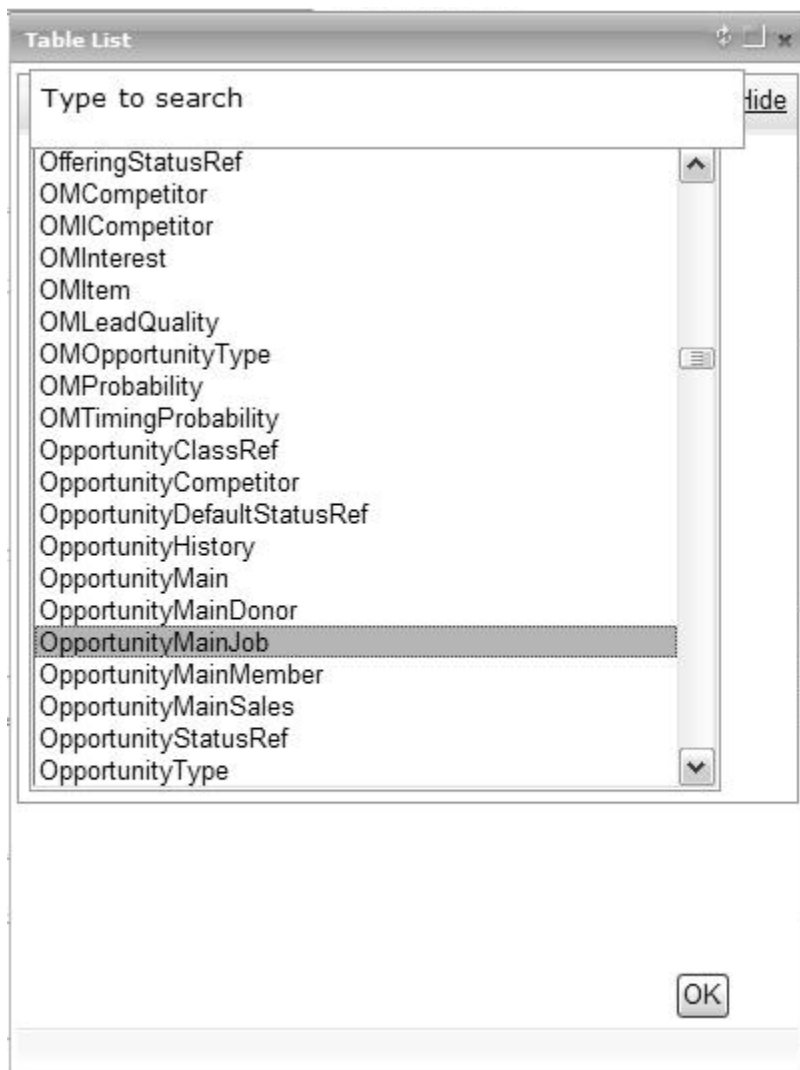 Table List
Type to search
Hide
OfferingStatusRef
OMCompetitor
OMICompetitor
OMInterest
OMItem
OMLeadQuality
OMOpportunityType
OMProbability
OMTimingProbability
OpportunityClassRef
OpportunityCompetitor
OpportunityDefaultStatusRef
OpportunityHistory
OpportunityMain
OpportunityMainDonor
OpportunityMainJob
OpportunityMainMember
OpportunityMainSales
OpportunityStatusRef
OpportunityType
OK